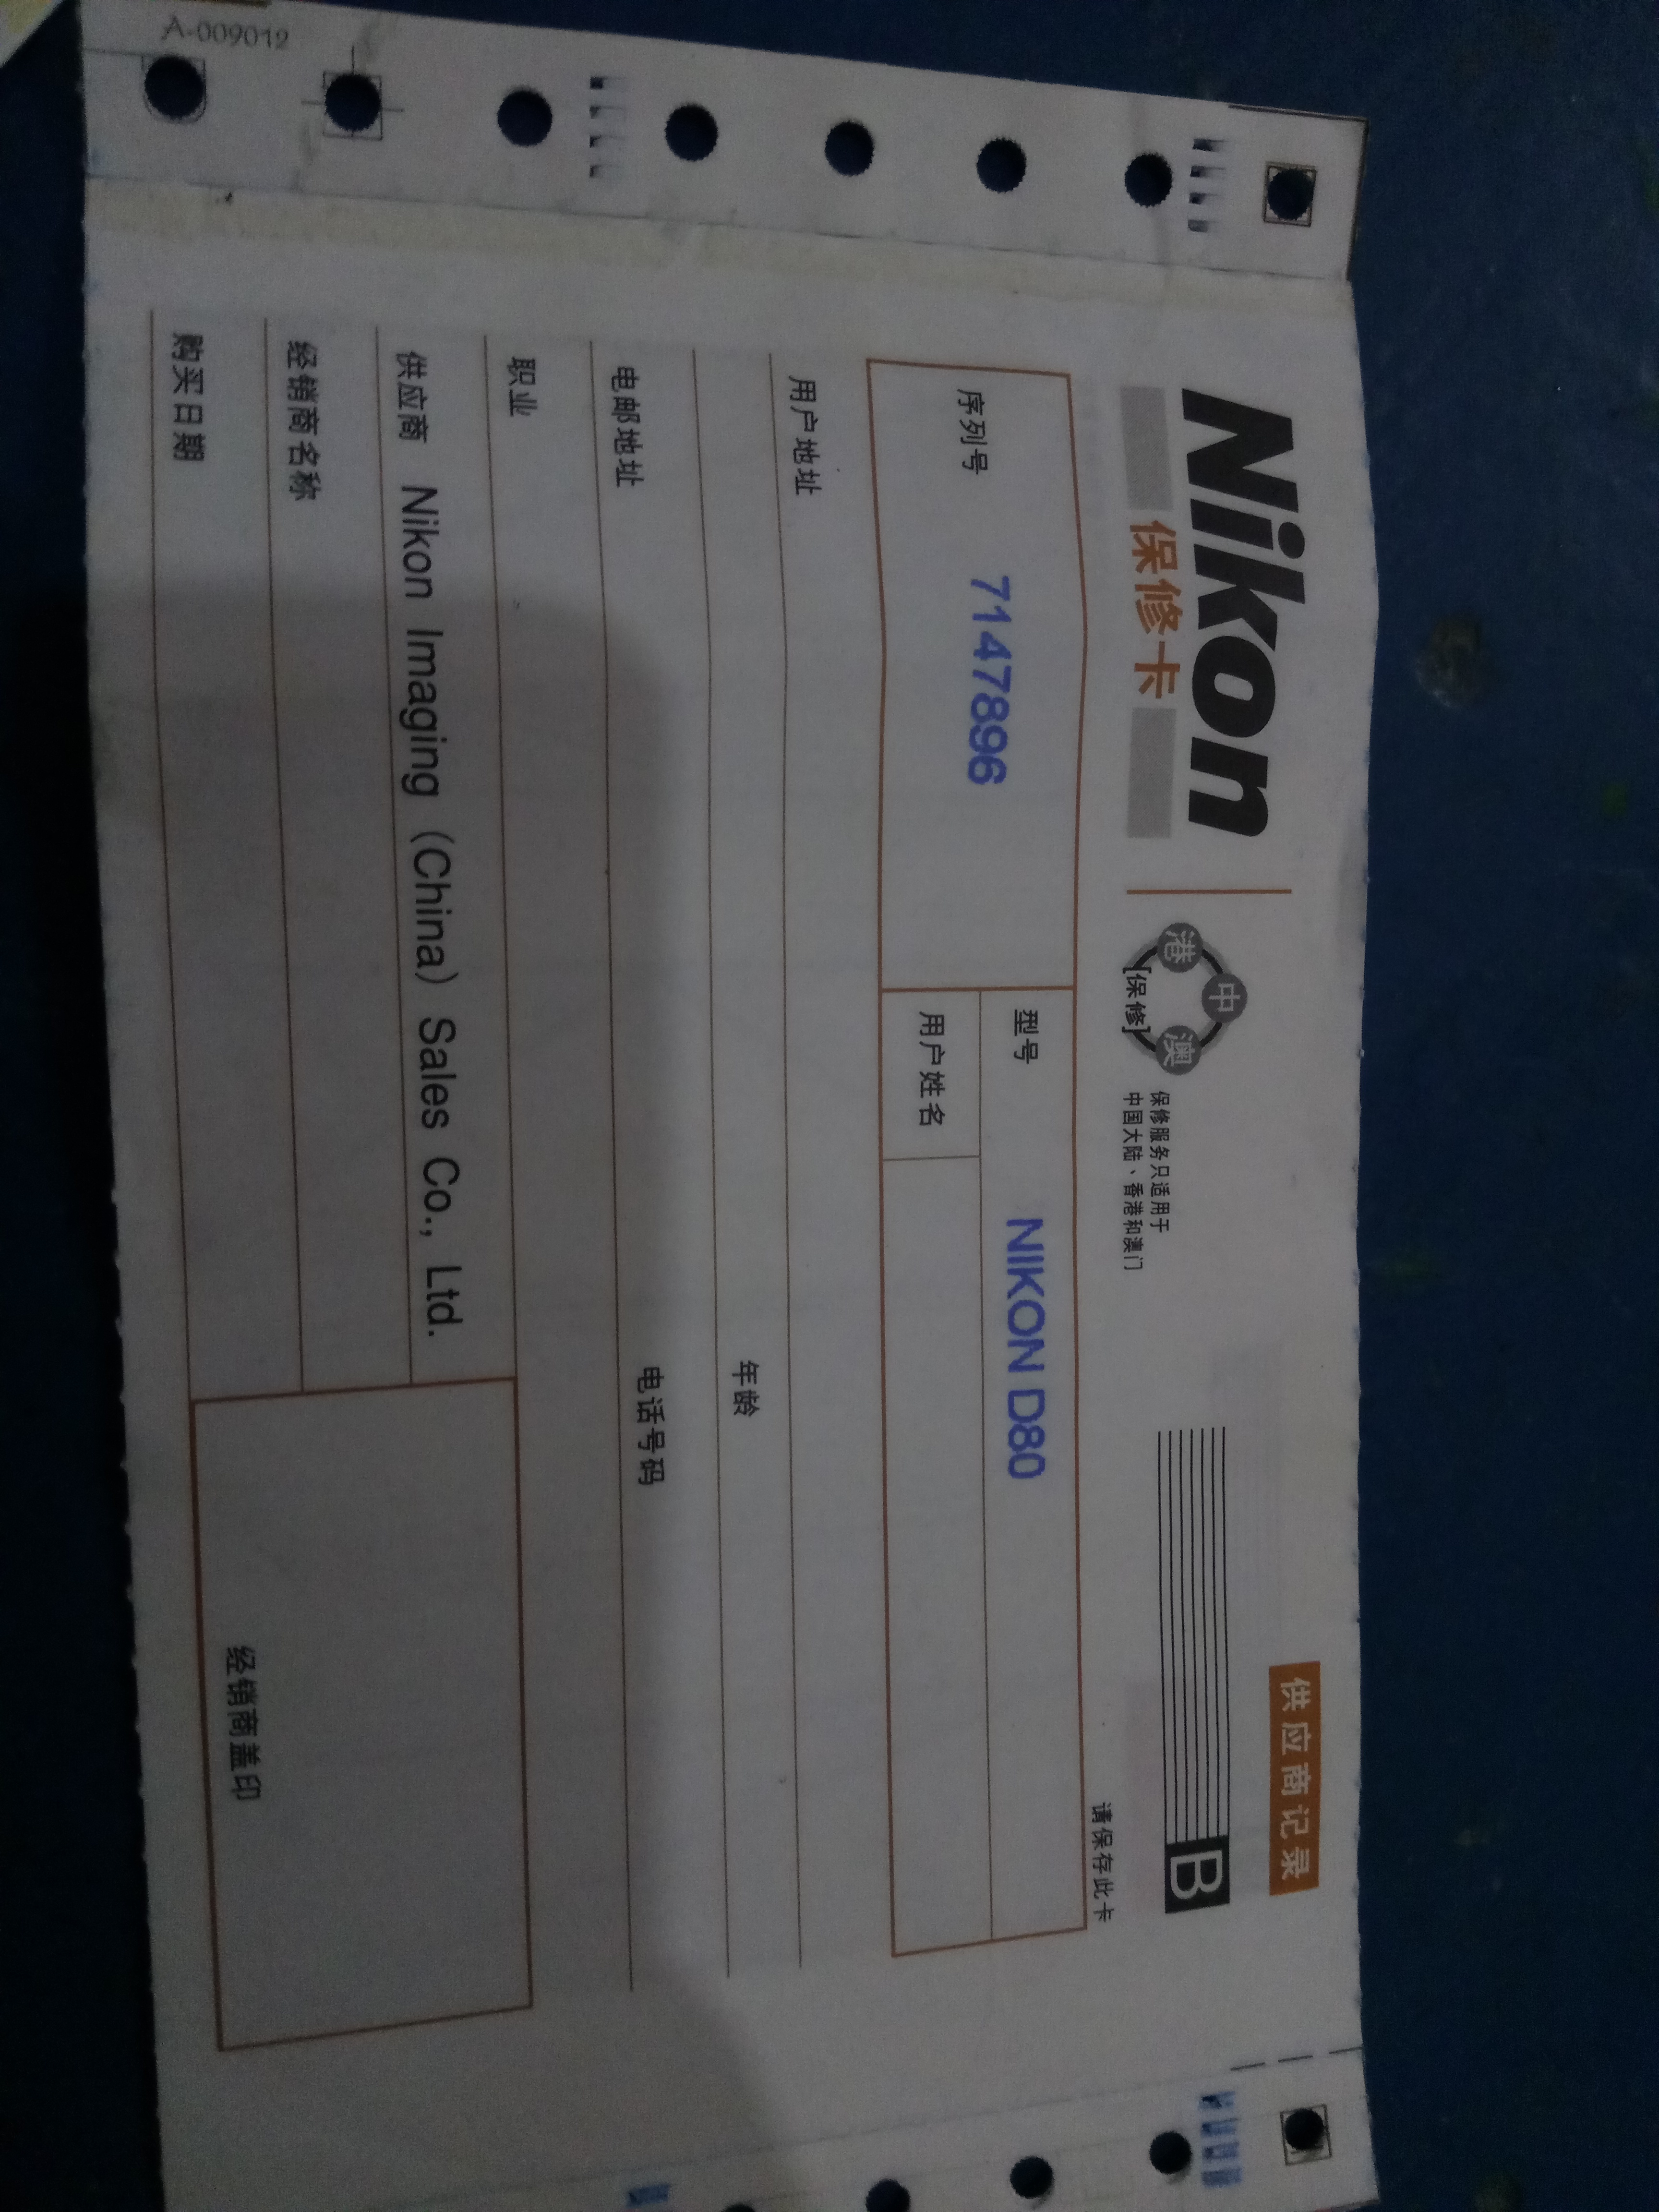 A-009012
供应商记录
Nikon
保修卡
中
港 澳
[保修]
保修服务只适用于
中国大陆、香港和澳门
B
请保存此卡
序列号 7147896
型号 NIKON D80
用户姓名
用户地址
年龄
电邮地址 电话号码
职业
供应商 Nikon Imaging (China) Sales Co., Ltd.
经销商名称
购买日期
经销商盖印